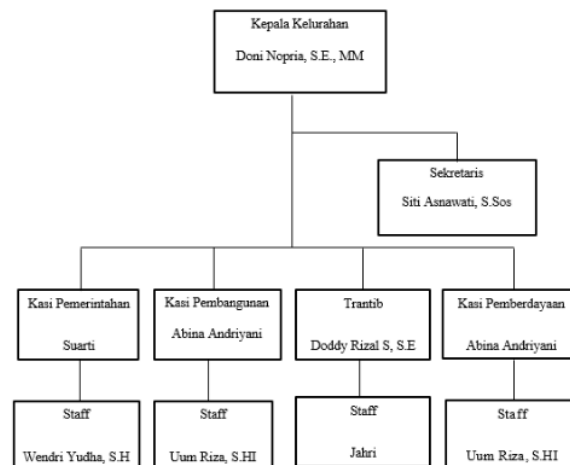 Kepala Kelurahan
Doni Nopria, S.E., MM
Sekretaris
Siti Asnawati, S.Sos
Kasi Pemerintahan
Suarti
Kasi Pembangunan
Abina Andriyani
Trantib
Doddy Rizal S, S.E
Kasi Pemberdayaan
Abina Andriyani
Staff
Wendri Yudha, S.H
Staff
Uum Riza, S.HI
Staff
Jahri
Staff
Uum Riza, S.HI